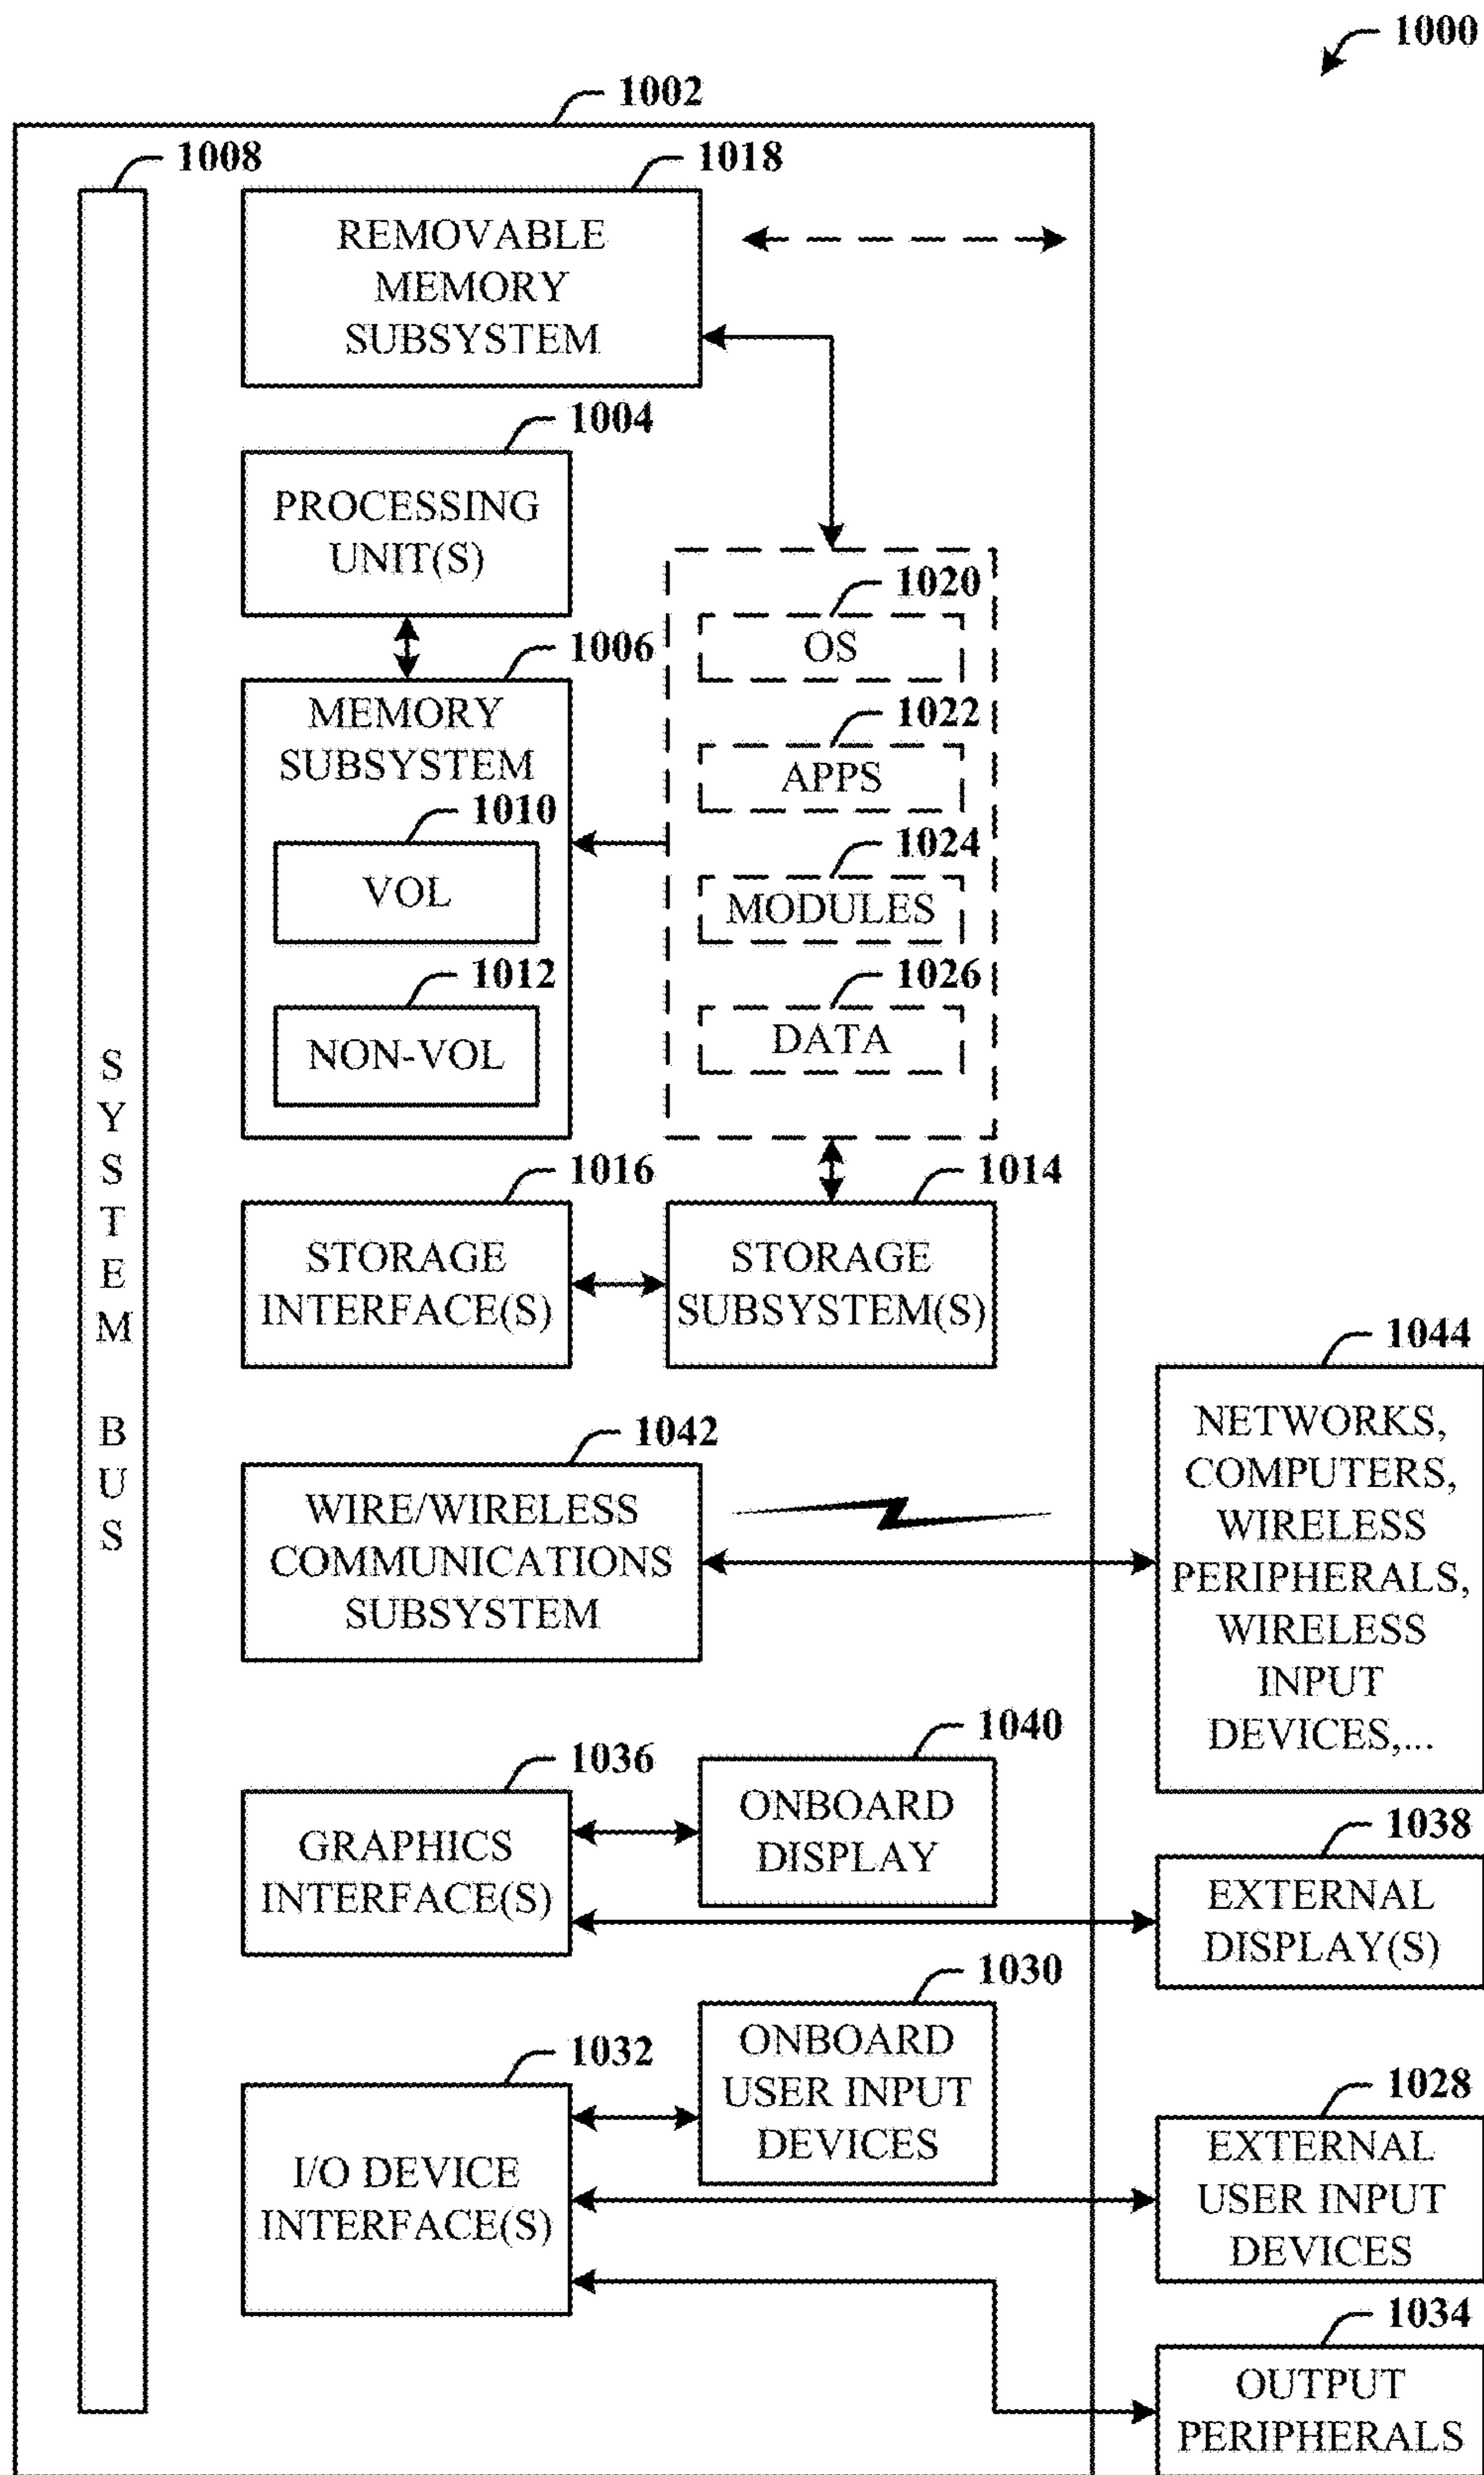 1000
1002
1008
1018
REMOVABLE
MEMORY
SUBSYSTEM
1004
PROCESSING
UNIT(S)
1006
MEMORY
SUBSYSTEM
1010
VOL
1012
NON-VOL
1020
OS
1022
APPS
1024
MODULES
1026
DATA
SYSTEM BUS
1016
STORAGE
INTERFACE(S)
1014
STORAGE
SUBSYSTEM(S)
1042
WIRE/WIRELESS
COMMUNICATIONS
SUBSYSTEM
1044
NETWORKS,
COMPUTERS,
WIRELESS
PERIPHERALS,
WIRELESS
INPUT
DEVICES,...
1036
GRAPHICS
INTERFACE(S)
1040
ONBOARD
DISPLAY
1038
EXTERNAL
DISPLAY(S)
1032
I/O DEVICE
INTERFACE(S)
1030
ONBOARD
USER INPUT
DEVICES
1028
EXTERNAL
USER INPUT
DEVICES
1034
OUTPUT
PERIPHERALS